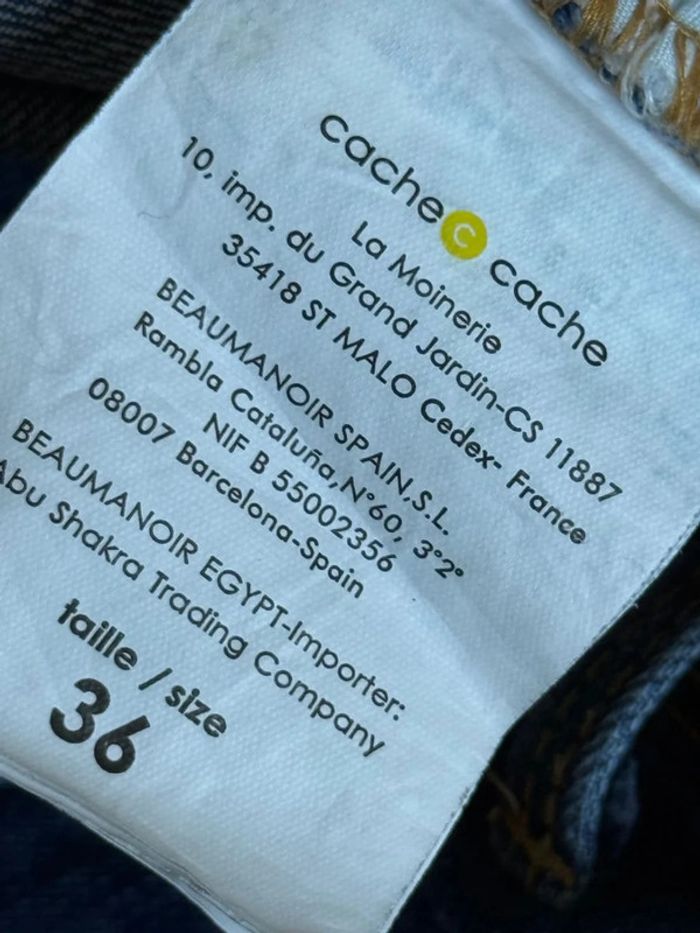 cache c cache
La Moinerie
10, imp. du Grand Jardin-CS 11887
35418 ST MALO Cedex- France
BEAUMANOIR SPAIN,S.L.
Rambla Cataluña,N°60, 3°2°
NIF B 55002356
08007 Barcelona-Spain
BEAUMANOIR EGYPT-Importer:
Abu Shakra Trading Company
taille / size
36